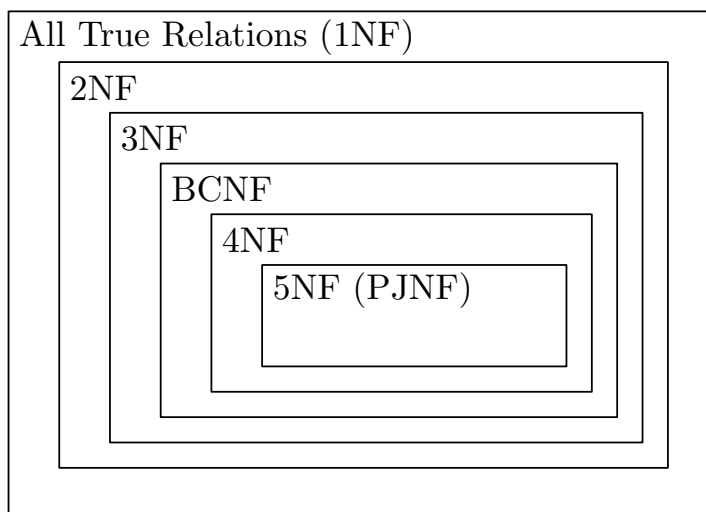 All True Relations (1NF)
2NF
3NF
BCNF
4NF
5NF (PJNF)